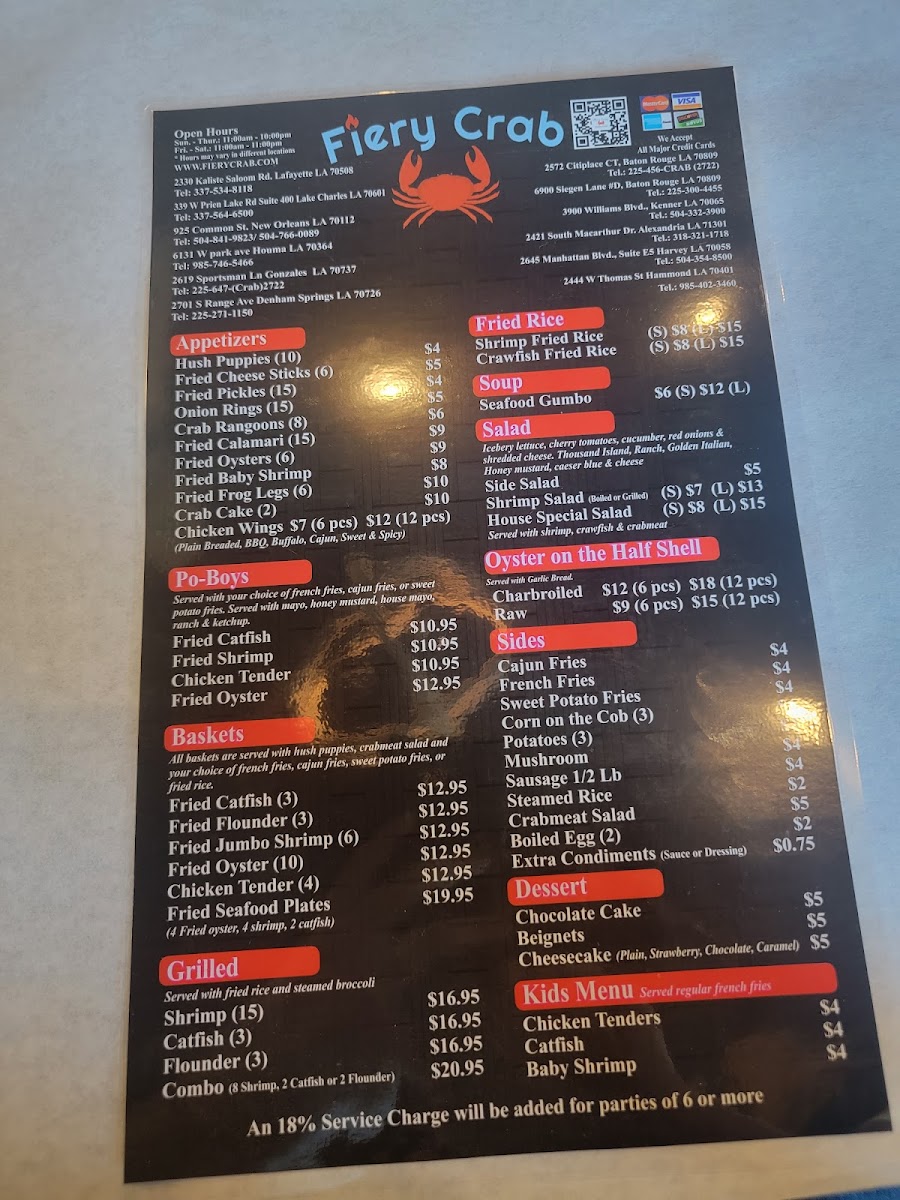 Open Hours
Sun. - Thur.: 11:00am - 10:00pm
Fri. - Sat.: 11:00am - 11:00pm
* Hours may vary in different locations
WWW.FIERYCRAB.COM
2330 Kaliste Saloom Rd. Lafayette LA 70508
Tel: 337-534-8118
339 W Prien Lake Rd Suite 400 Lake Charles LA 70601
Tel: 337-564-6500
925 Common St. New Orleans LA 70112
Tel: 504-841-9823/ 504-766-0089
6131 W park ave Houma LA 70364
Tel: 985-746-5466
2619 Sportsman Ln Gonzales LA 70737
Tel: 225-647-(Crab)2722
2701 S Range Ave Denham Springs LA 70726
Tel: 225-271-1150
Fiery Crab
MasterCard
VISA
We Accept
All Major Credit Cards
2572 Citiplace CT, Baton Rouge LA 70809
Tel.: 225-456-CRAB (2722)
6900 Siegen Lane #D, Baton Rouge LA 70809
Tel.: 225-300-4455
3900 Williams Blvd., Kenner LA 70065
Tel.: 504-332-3900
2421 South Macarthur Dr. Alexandria LA 71301
Tel.: 318-321-1718
2645 Manhattan Blvd., Suite E5 Harvey LA 70058
Tel.: 504-354-8500
2444 W Thomas St Hammond LA 70401
Tel.: 985-402-3460
Appetizers
Hush Puppies (10) $4
Fried Cheese Sticks (6) $5
Fried Pickles (15) $4
Onion Rings (15) $5
Crab Rangoons (8) $6
Fried Calamari (15) $9
Fried Oysters (6) $9
Fried Baby Shrimp $8
Fried Frog Legs (6) $10
Crab Cake (2) $10
Chicken Wings $7 (6 pcs) $12 (12 pcs)
(Plain Breaded, BBQ, Buffalo, Cajun, Sweet & Spicy)
Po-Boys
Served with your choice of french fries, cajun fries, or sweet
potato fries. Served with mayo, honey mustard, house mayo,
ranch & ketchup.
Fried Catfish $10.95
Fried Shrimp $10.95
Chicken Tender $10.95
Fried Oyster $12.95
Baskets
All baskets are served with hush puppies, crabmeat salad and
your choice of french fries, cajun fries, sweet potato fries, or
fried rice.
Fried Catfish (3) $12.95
Fried Flounder (3) $12.95
Fried Jumbo Shrimp (6) $12.95
Fried Oyster (10) $12.95
Chicken Tender (4) $12.95
Fried Seafood Plates $19.95
(4 Fried oyster, 4 shrimp, 2 catfish)
Grilled
Served with fried rice and steamed broccoli
Shrimp (15) $16.95
Catfish (3) $16.95
Flounder (3) $16.95
Combo (8 Shrimp, 2 Catfish or 2 Flounder) $20.95
Fried Rice
Shrimp Fried Rice (S) $8 (L) $15
Crawfish Fried Rice (S) $8 (L) $15
Soup
Seafood Gumbo $6 (S) $12 (L)
Salad
Icebery lettuce, cherry tomatoes, cucumber, red onions &
shredded cheese. Thousand Island, Ranch, Golden Italian,
Honey mustard, caeser blue & cheese
Side Salad $5
Shrimp Salad (Boiled or Grilled) (S) $7 (L) $13
House Special Salad (S) $8 (L) $15
Served with shrimp, crawfish & crabmeat
Oyster on the Half Shell
Served with Garlic Bread.
Charbroiled $12 (6 pcs) $18 (12 pcs)
Raw $9 (6 pcs) $15 (12 pcs)
Sides
Cajun Fries $4
French Fries $4
Sweet Potato Fries $4
Corn on the Cob (3)
Potatoes (3)
Mushroom $4
Sausage 1/2 Lb $4
Steamed Rice $2
Crabmeat Salad $5
Boiled Egg (2) $2
Extra Condiments (Sauce or Dressing) $0.75
Dessert
Chocolate Cake $5
Beignets $5
Cheesecake (Plain, Strawberry, Chocolate, Caramel) $5
Kids Menu Served regular french fries
Chicken Tenders $4
Catfish $4
Baby Shrimp $4
An 18% Service Charge will be added for parties of 6 or more